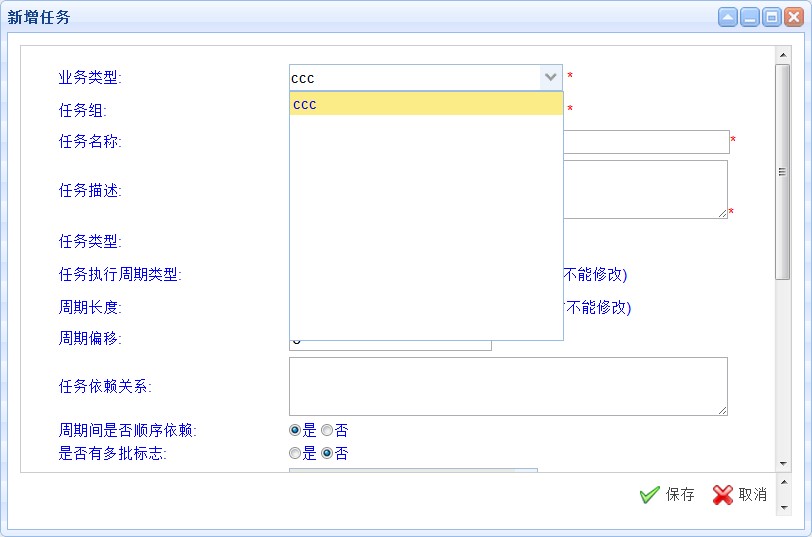 新增任务
业务类型: ccc *
ccc
任务组: *
任务名称: *
任务描述: *
任务类型:
任务执行周期类型: 不能修改)
周期长度: 不能修改)
周期偏移:
任务依赖关系:
周期间是否顺序依赖: 是 否
是否有多批标志: 是 否
保存 取消